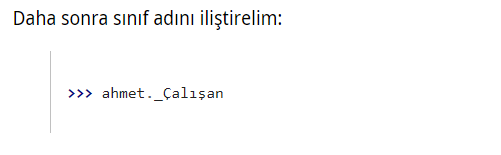 Daha sonra sınıf adını iliştirelim:
>>> ahmet._Çalışan